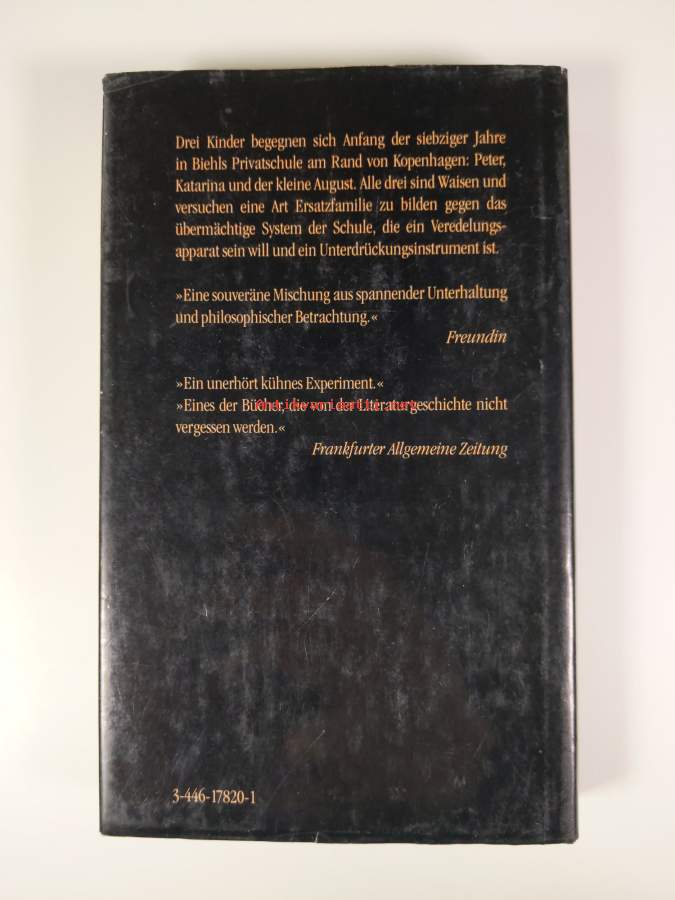 Drei Kinder begegnen sich Anfang der siebziger Jahre
in Biehls Privatschule am Rand von Kopenhagen: Peter,
Katarina und der kleine August. Alle drei sind Waisen und
versuchen eine Art Ersatzfamilie zu bilden gegen das
übermächtige System der Schule, die ein Veredelungs-
apparat sein will und ein Unterdrückungsinstrument ist.
»Eine souveräne Mischung aus spannender Unterhaltung
und philosophischer Betrachtung.«
Freundin
»Ein unerhört kühnes Experiment.«
»Eines der Bücher, die von der Literaturgeschichte nicht
vergessen werden.«
Frankfurter Allgemeine Zeitung
3-446-17820-1